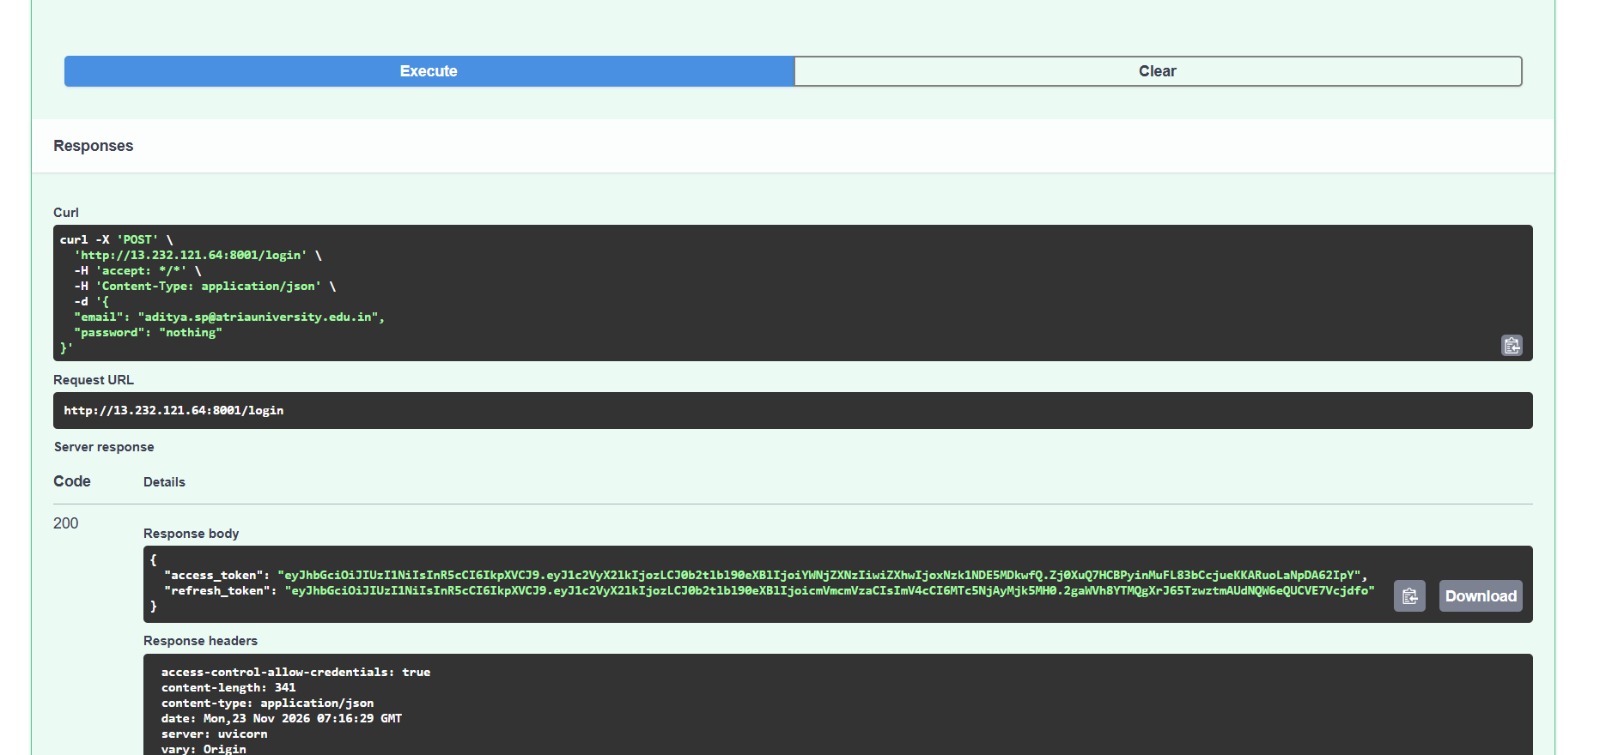 Execute
Clear
Responses
Curl
curl -X 'POST' \
'http://13.232.121.64:8001/login' \
-H 'accept: */*' \
-H 'Content-Type: application/json' \
-d '{
"email": "aditya.sp@atriauniversity.edu.in",
"password": "nothing"
}'
Request URL
http://13.232.121.64:8001/login
Server response
Code Details
200
Response body
{
"access_token": "eyJhbGciOiJIUzI1NiIsInR5cCI6IkpXVCJ9.eyJ1c2VyX2lkIjozLCJ0b2tlbl90eXBlIjoiYWNjZXNzIiwiZXhwIjoxNzk1NDE5MDkwfQ.Zj0XuQ7HCBPyinMuFL83bCcjueKKARuoLaNpDA62IpY",
"refresh_token": "eyJhbGciOiJIUzI1NiIsInR5cCI6IkpXVCJ9.eyJ1c2VyX2lkIjozLCJ0b2tlbl90eXBlIjoicmVmcmVzaCIsImV4cCI6MTc5NjAyMjk5MH0.2gaWVh8YTMQgXrJ65TzwztmAUdNQW6eQUCVE7Vcjdfo"
}
Download
Response headers
access-control-allow-credentials: true
content-length: 341
content-type: application/json
date: Mon,23 Nov 2026 07:16:29 GMT
server: uvicorn
vary: Origin